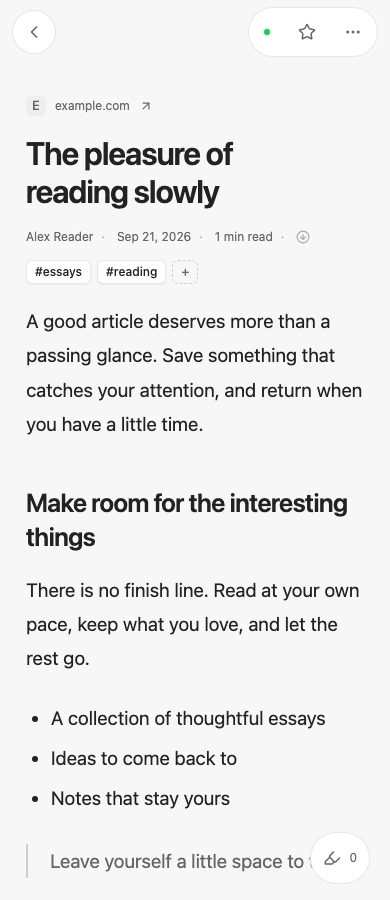 E example.com
The pleasure of
reading slowly
Alex Reader · Sep 21, 2026 · 1 min read ·
#essays #reading +
A good article deserves more than a
passing glance. Save something that
catches your attention, and return when
you have a little time.
Make room for the interesting
things
There is no finish line. Read at your own
pace, keep what you love, and let the
rest go.
• A collection of thoughtful essays
• Ideas to come back to
• Notes that stay yours
Leave yourself a little space to
0